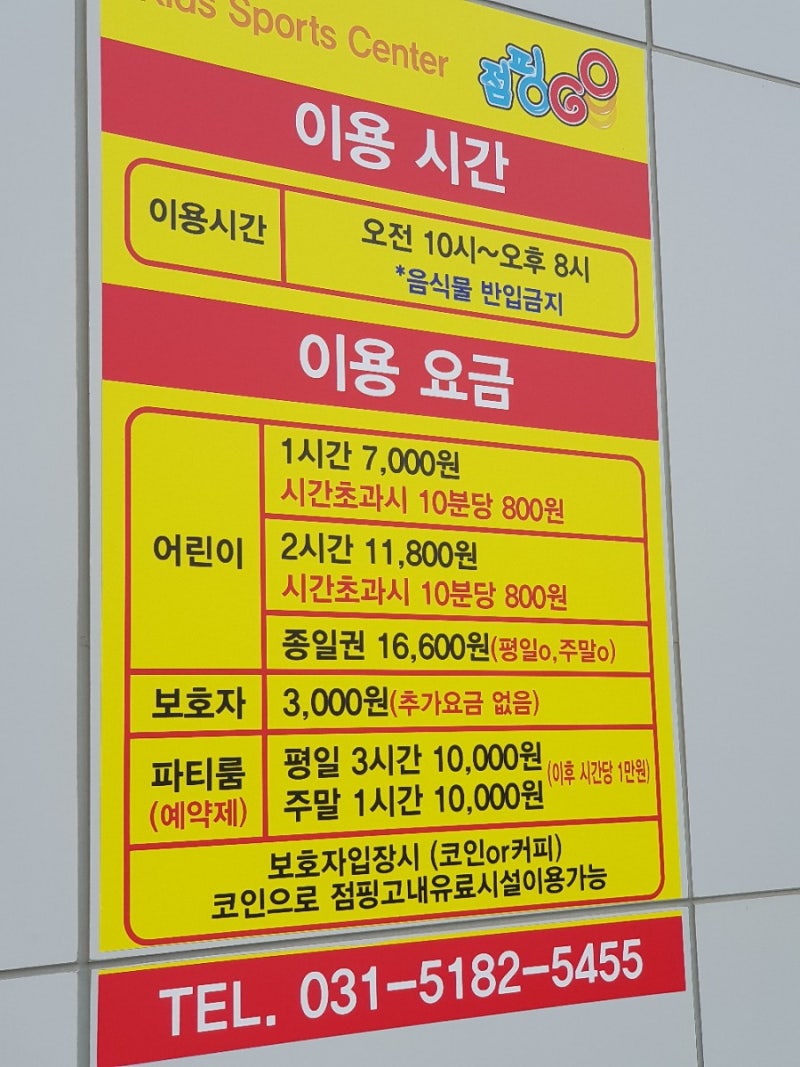 Kids Sports Center
점핑GO
이용 시간
이용시간
오전 10시~오후 8시
*음식물 반입금지
이용 요금
어린이
1시간 7,000원
시간초과시 10분당 800원
2시간 11,800원
시간초과시 10분당 800원
종일권 16,600원(평일o,주말o)
보호자
3,000원(추가요금 없음)
파티룸
(예약제)
평일 3시간 10,000원
주말 1시간 10,000원
(이후 시간당 1만원)
보호자입장시 (코인or커피)
코인으로 점핑고내유료시설이용가능
TEL. 031-5182-5455